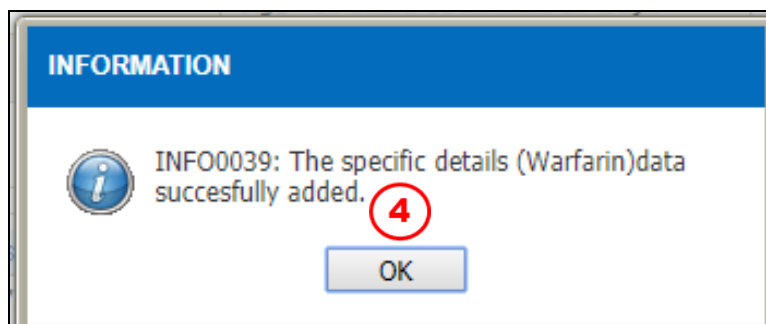 INFORMATION
INFO0039: The specific details (Warfarin)data
succesfully added.
4
OK